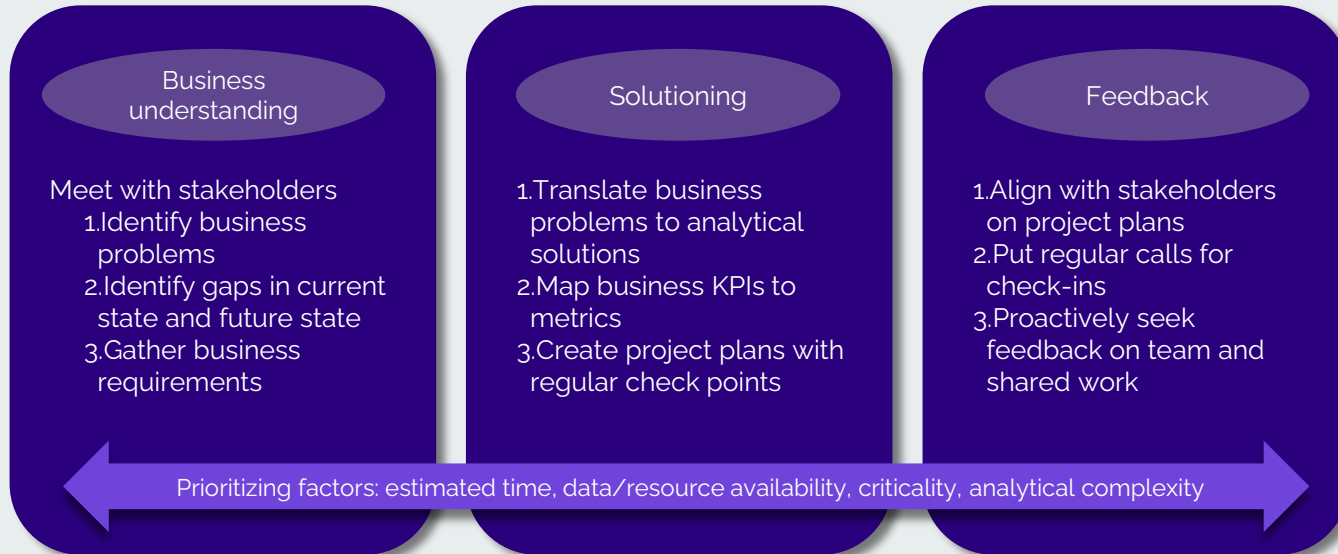 Business
understanding
Meet with stakeholders
1.Identify business
problems
2.Identify gaps in current
state and future state
3.Gather business
requirements
Solutioning
1.Translate business
problems to analytical
solutions
2.Map business KPIs to
metrics
3.Create project plans with
regular check points
Feedback
1.Align with stakeholders
on project plans
2.Put regular calls for
check-ins
3.Proactively seek
feedback on team and
shared work
Prioritizing factors: estimated time, data/resource availability, criticality, analytical complexity